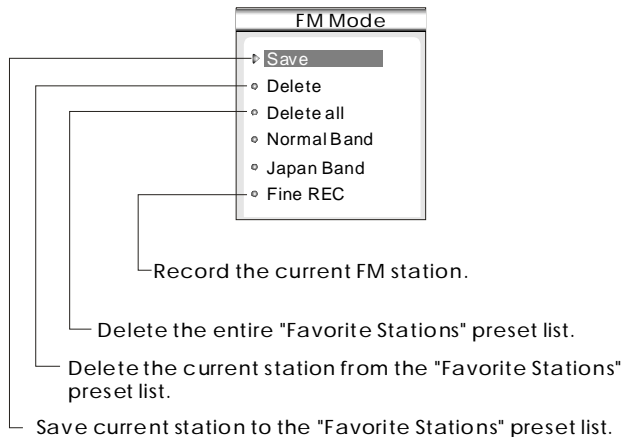 FM Mode
Save
Delete
Delete all
Normal Band
Japan Band
Fine REC
Record the current FM station.
Delete the entire "Favorite Stations" preset list.
Delete the current station from the "Favorite Stations"
preset list.
Save current station to the "Favorite Stations" preset list.